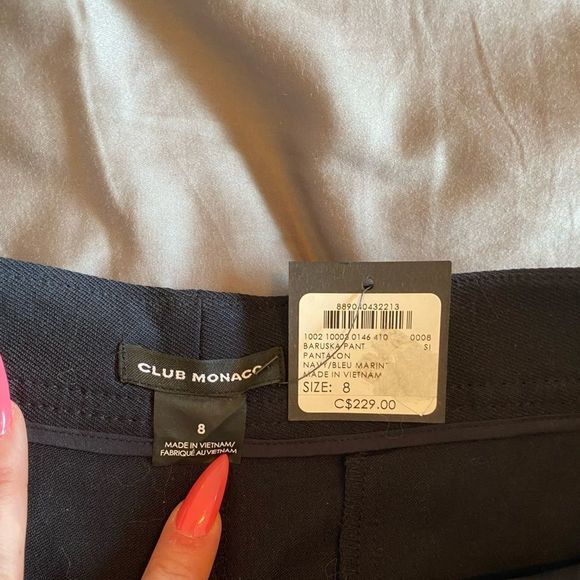 CLUB MONACO
8
MADE IN VIETNAM/
FABRIQUÉ AU VIETNAM
889040432213
1002 10003 0146 410 0008
BARUSKA PANT SI
PANTALON
NAVY/BLEU MARIN
MADE IN VIETNAM
SIZE: 8
C$229.00